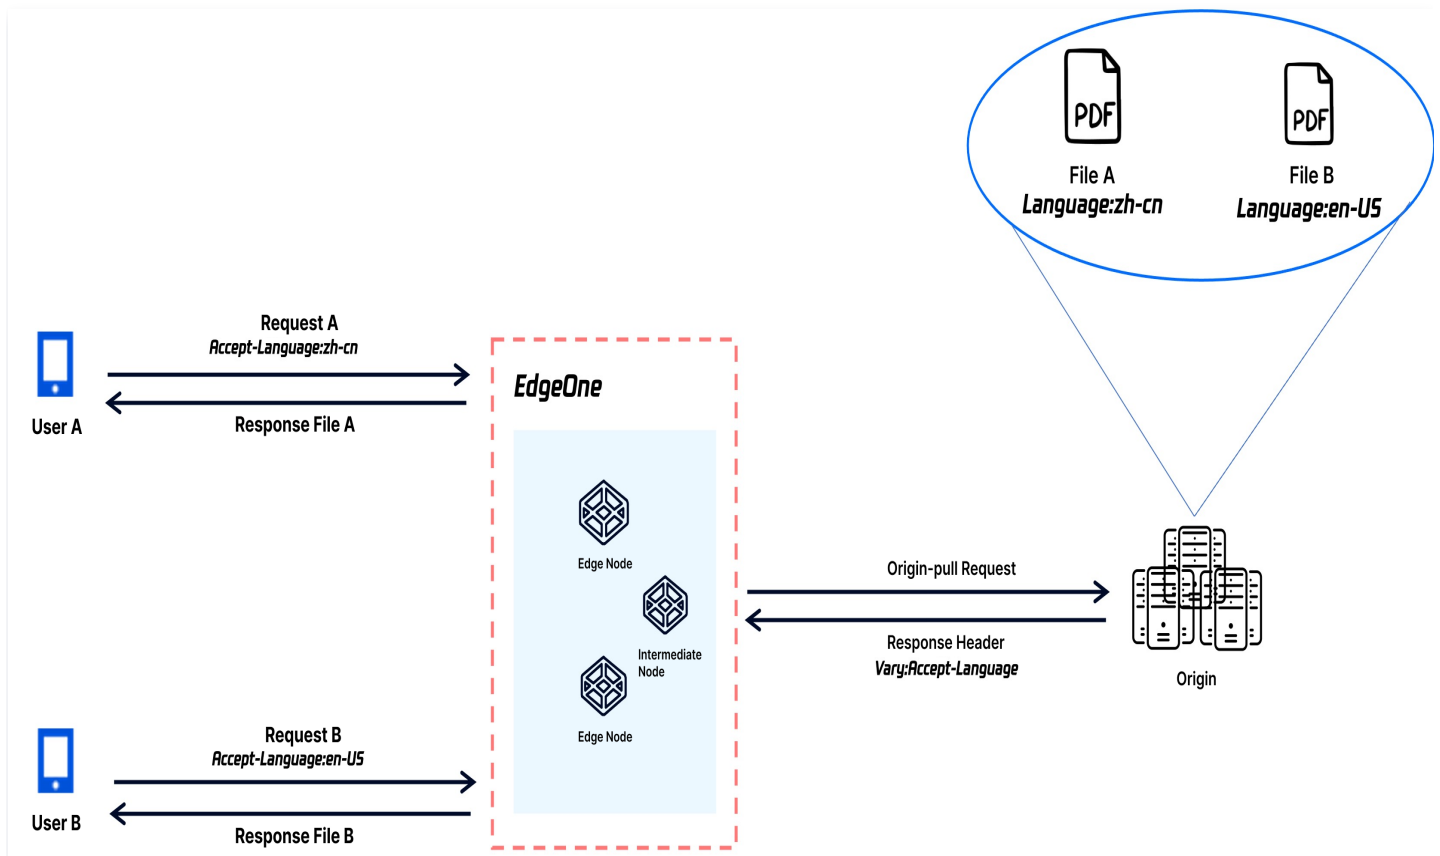 PDF
PDF
File A
Language:zh-cn
File B
Language:en-US
Request A
Accept-Language:zh-cn
Response File A
User A
EdgeOne
Edge Node
Intermediate
Node
Edge Node
Origin-pull Request
Response Header
Vary:Accept-Language
Origin
Request B
Accept-Language:en-US
Response File B
User B